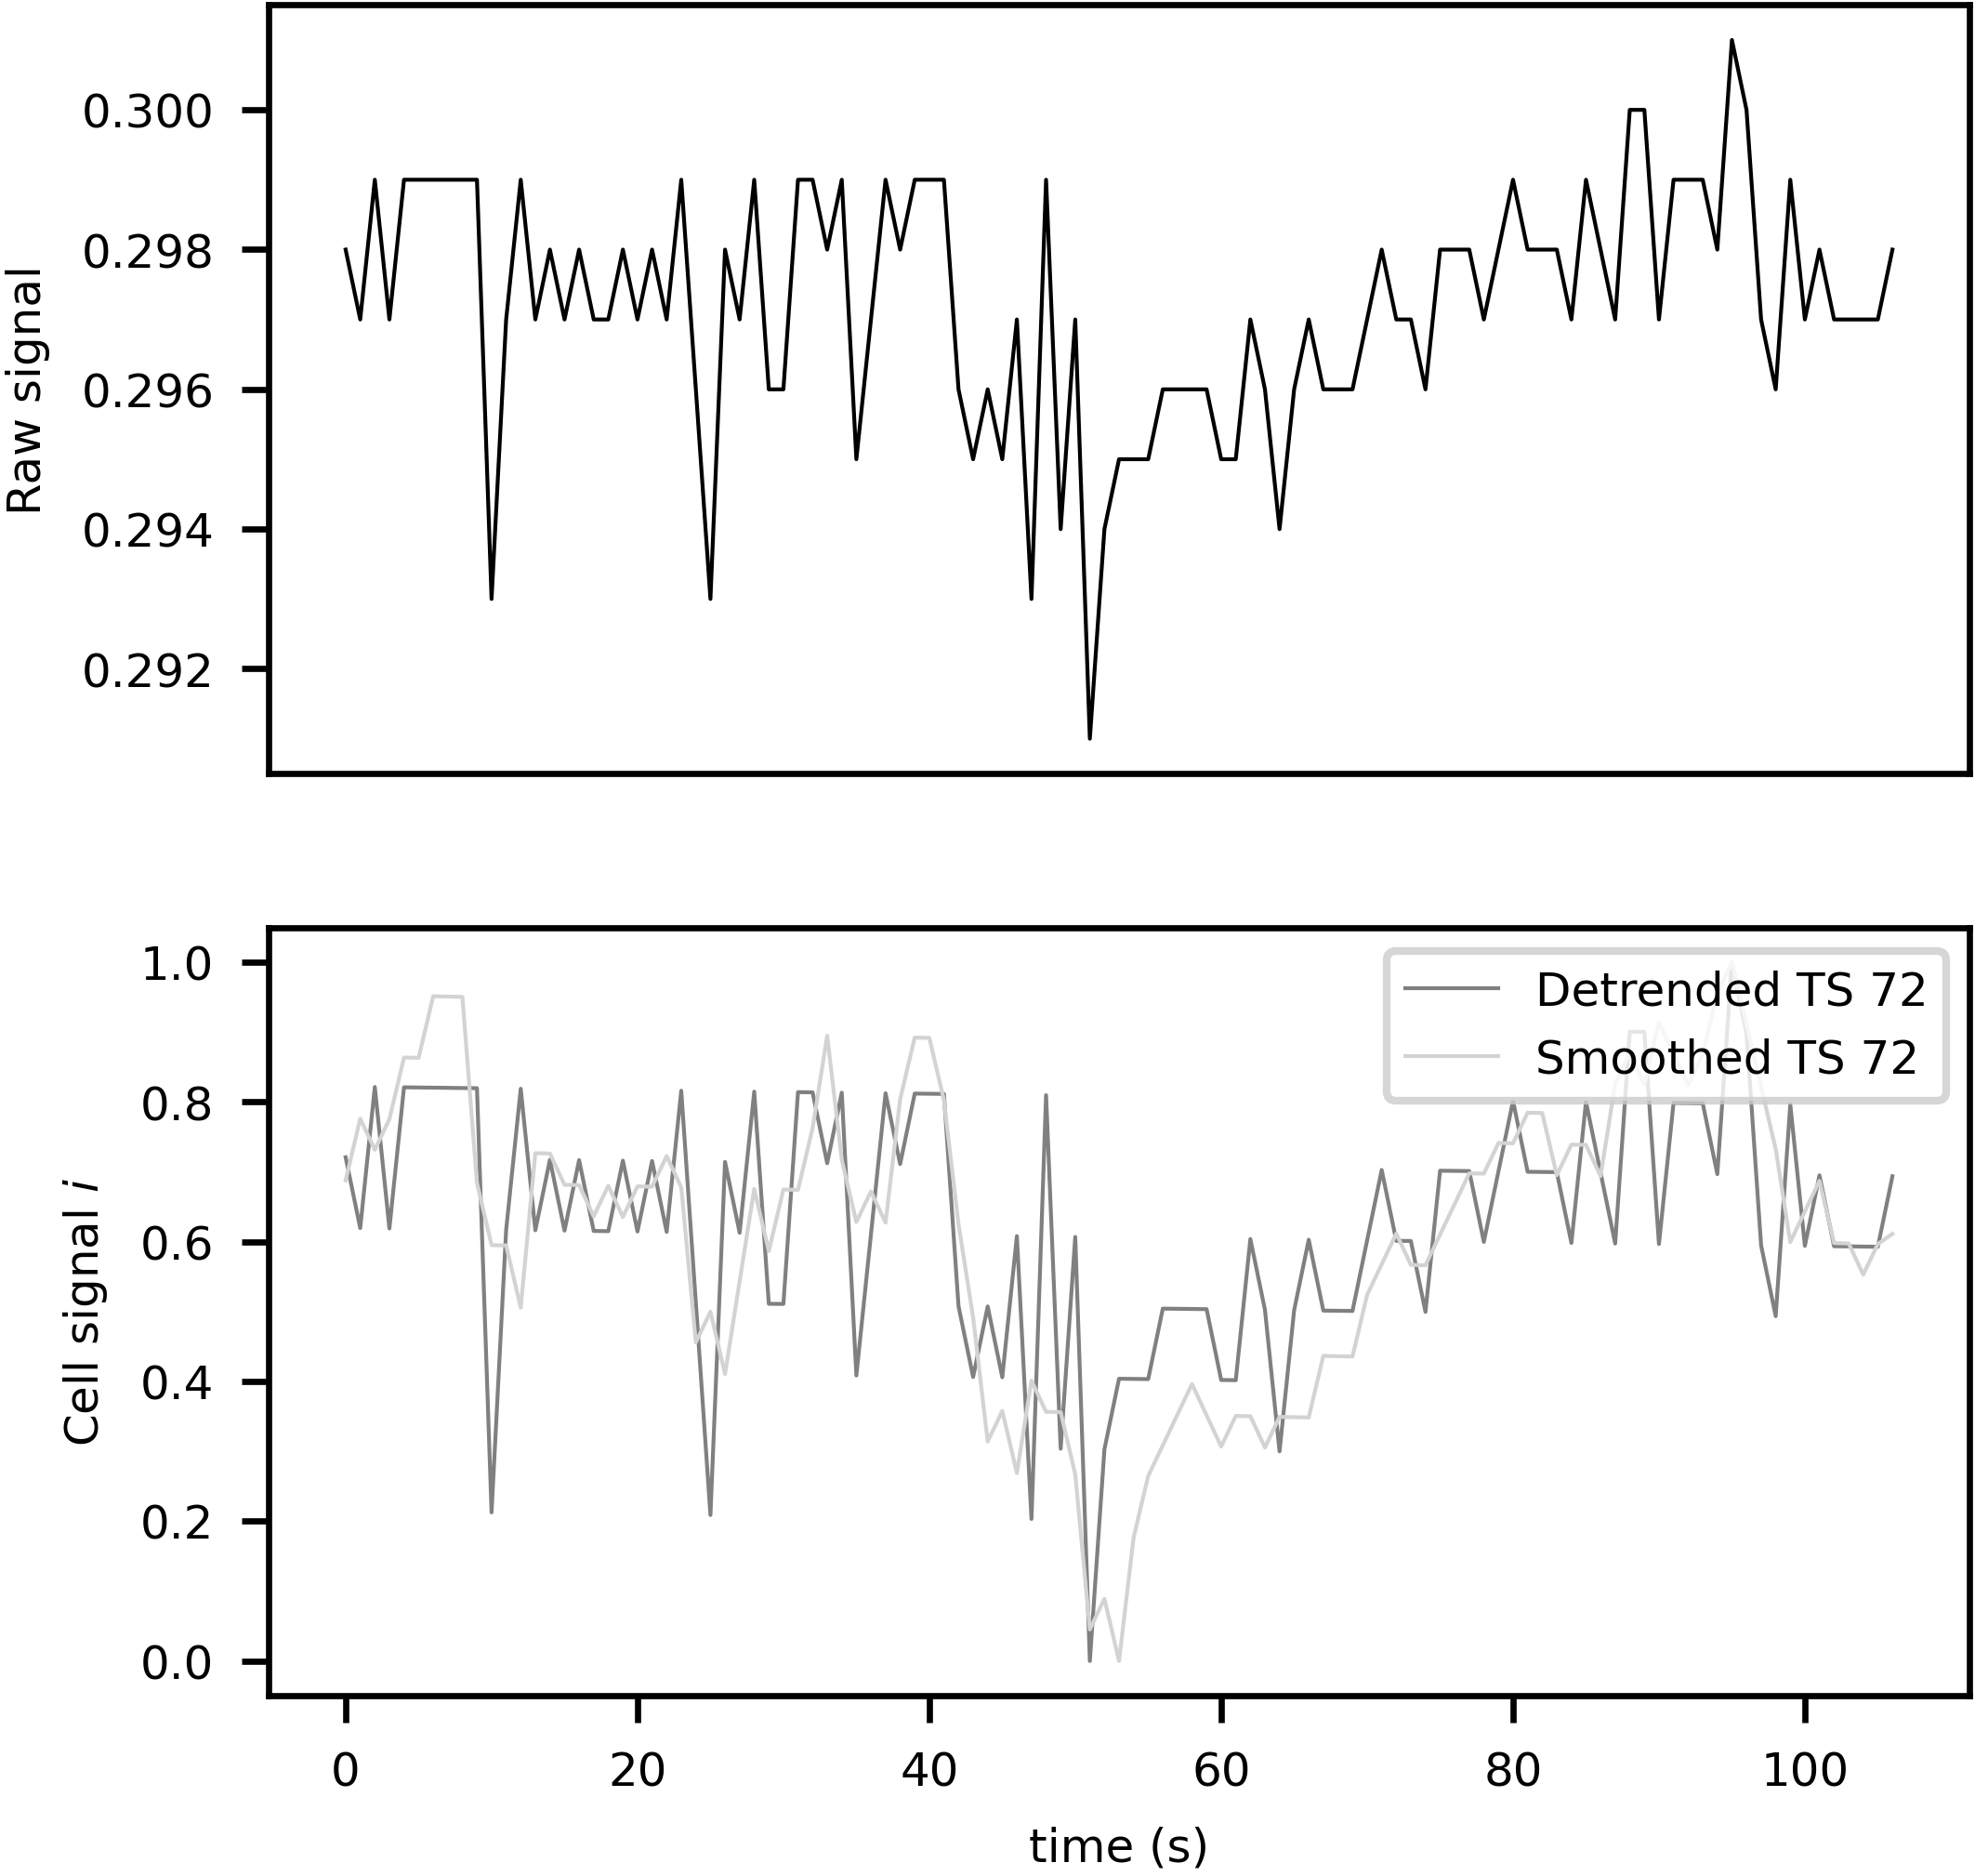 0.300
0.298
0.296
0.294
0.292
Raw signal
1.0
0.8
0.6
0.4
0.2
0.0
Cell signal i
Detrended TS 72
Smoothed TS 72
0 20 40 60 80 100
time (s)